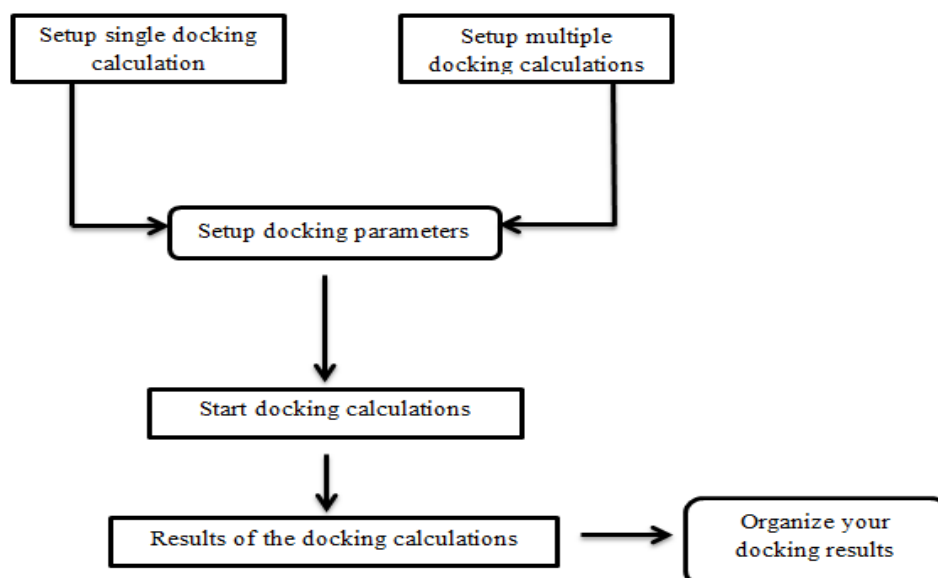 Setup single docking
calculation
Setup multiple
docking calculations
Setup docking parameters
Start docking calculations
Results of the docking calculations
Organize your
docking results